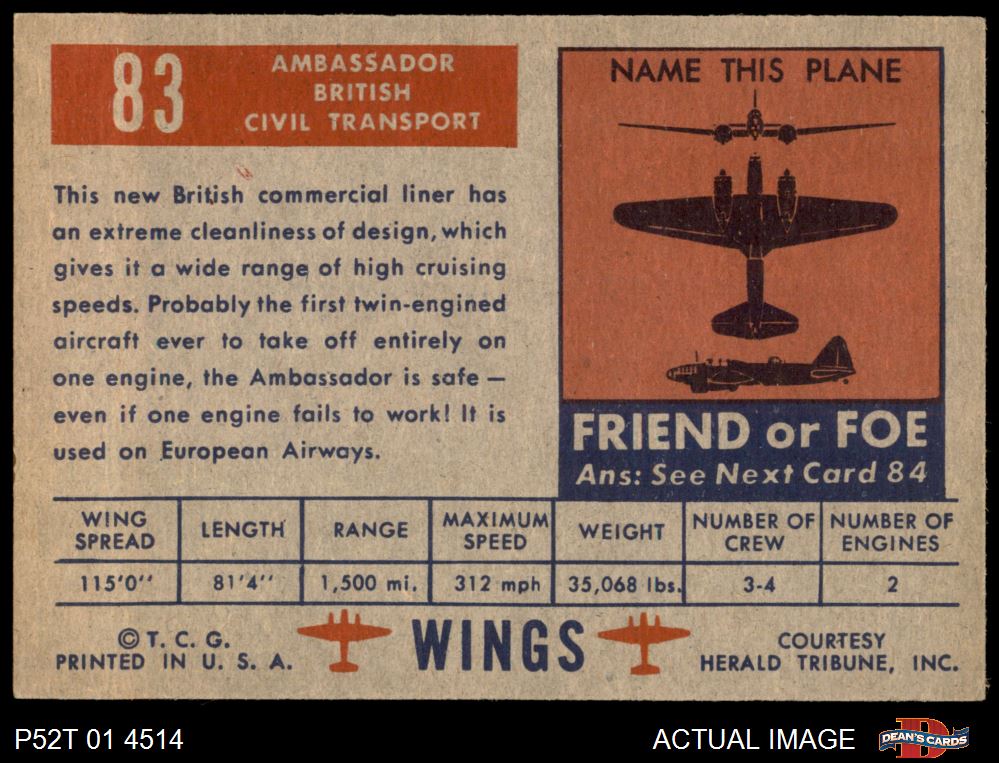 83
AMBASSADOR
BRITISH
CIVIL TRANSPORT
This new British commercial liner has
an extreme cleanliness of design, which
gives it a wide range of high cruising
speeds. Probably the first twin-engined
aircraft ever to take off entirely on
one engine, the Ambassador is safe —
even if one engine fails to work! It is
used on European Airways.
NAME THIS PLANE
FRIEND or FOE
Ans: See Next Card 84
WING SPREAD LENGTH RANGE MAXIMUM SPEED WEIGHT NUMBER OF CREW NUMBER OF ENGINES
115'0'' 81'4'' 1,500 mi. 312 mph 35,068 lbs. 3-4 2
© T. C. G.
PRINTED IN U. S. A.
WINGS
COURTESY
HERALD TRIBUNE, INC.
P52T 01 4514
ACTUAL IMAGE
D
DEAN'S CARDS